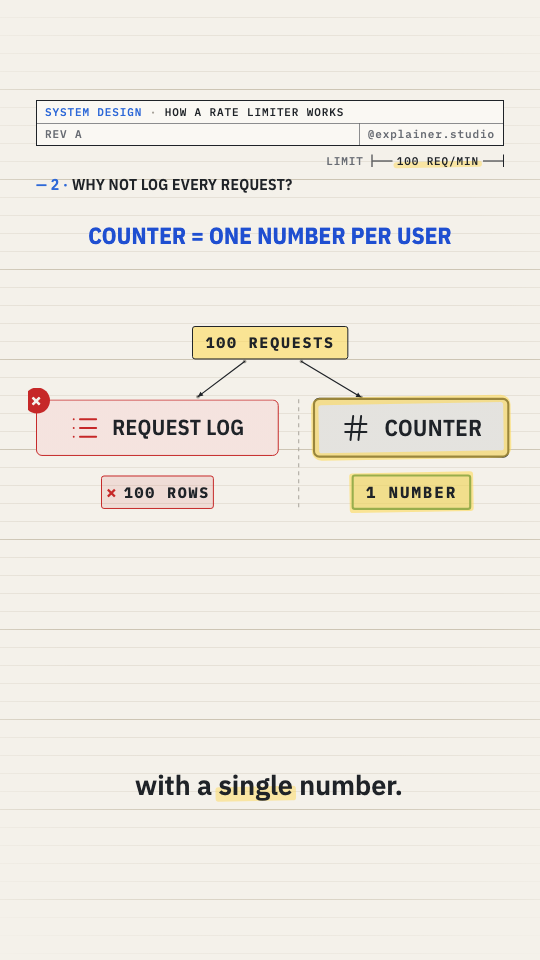 SYSTEM DESIGN · HOW A RATE LIMITER WORKS
REV A
@explainer.studio
LIMIT 100 REQ/MIN
— 2 · WHY NOT LOG EVERY REQUEST?
COUNTER = ONE NUMBER PER USER
100 REQUESTS
REQUEST LOG
# COUNTER
× 100 ROWS
1 NUMBER
with a single number.